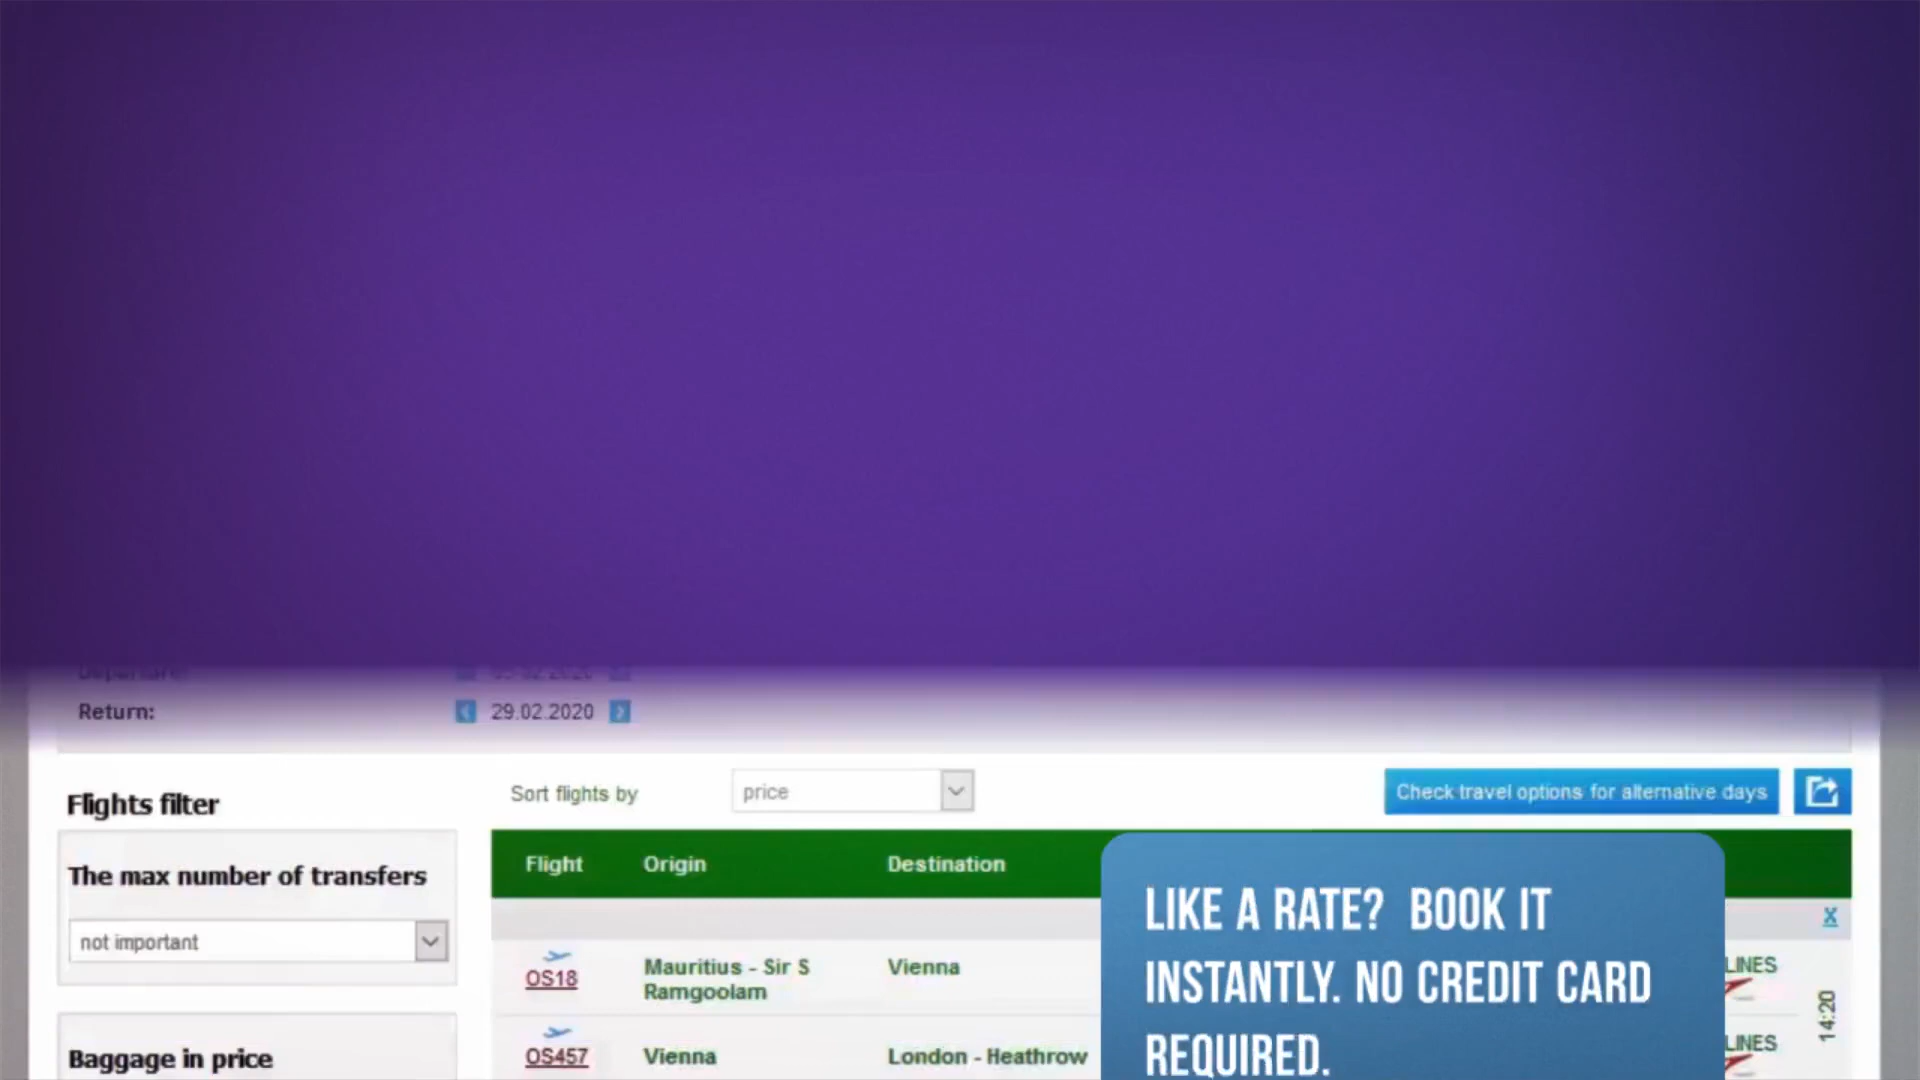 Departure:
Return:
29.02.2020
Flights filter
Sort flights by
price
Check travel options for alternative days
The max number of transfers
not important
Flight Origin Destination
X
OS18
Mauritius - Sir S
Ramgoolam
Vienna
LINES
14:20
OS457
Vienna
London - Heathrow
LINES
Baggage in price
LIKE A RATE? BOOK IT
INSTANTLY. NO CREDIT CARD
REQUIRED.